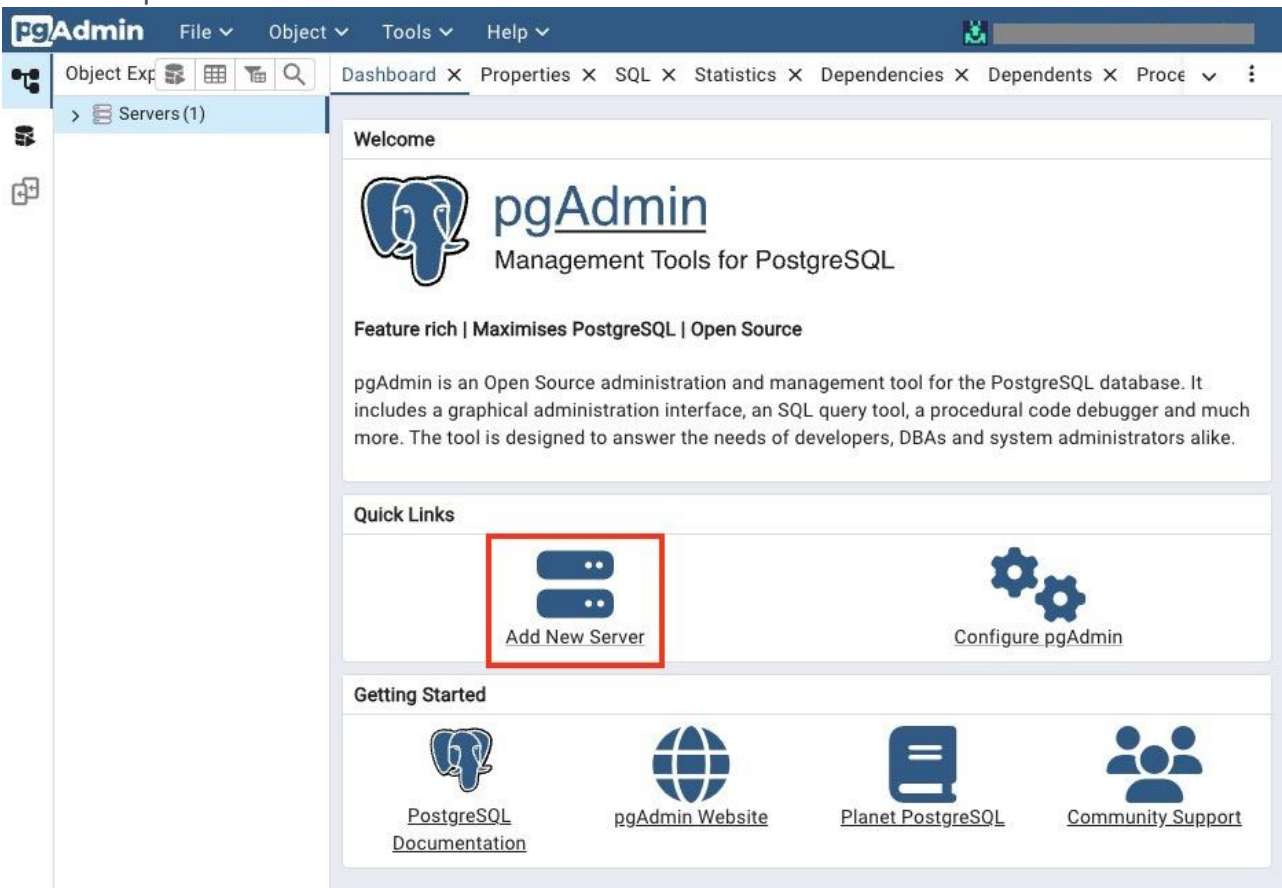 pgAdmin File Object Tools Help
Object Exp
Dashboard Properties SQL Statistics Dependencies Dependents Proce
Servers (1)
Welcome
pgAdmin
Management Tools for PostgreSQL
Feature rich | Maximises PostgreSQL | Open Source
pgAdmin is an Open Source administration and management tool for the PostgreSQL database. It
includes a graphical administration interface, an SQL query tool, a procedural code debugger and much
more. The tool is designed to answer the needs of developers, DBAs and system administrators alike.
Quick Links
Add New Server
Configure pgAdmin
Getting Started
PostgreSQL
Documentation
pgAdmin Website
Planet PostgreSQL
Community Support